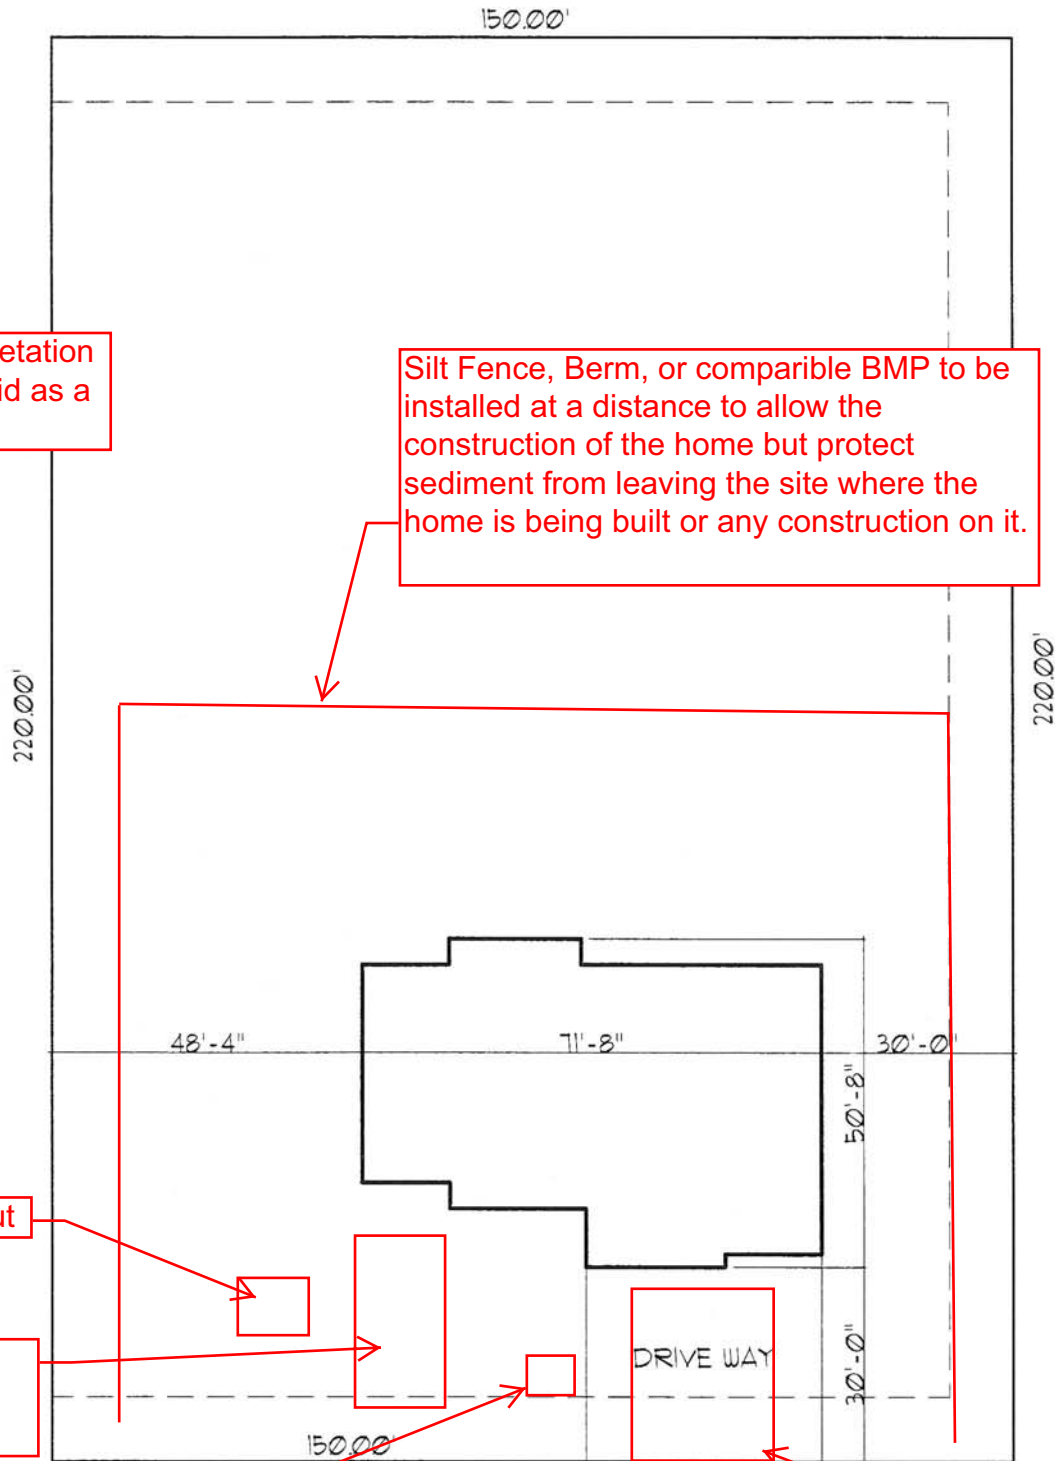 150.00'
etation
id as a
Silt Fence, Berm, or comparible BMP to be
installed at a distance to allow the
construction of the home but protect
sediment from leaving the site where the
home is being built or any construction on it.
220.00'
220.00'
48'-4"
71'-8"
30'-0"
50'-8"
ut
DRIVE WAY
30'-0"
150.00'